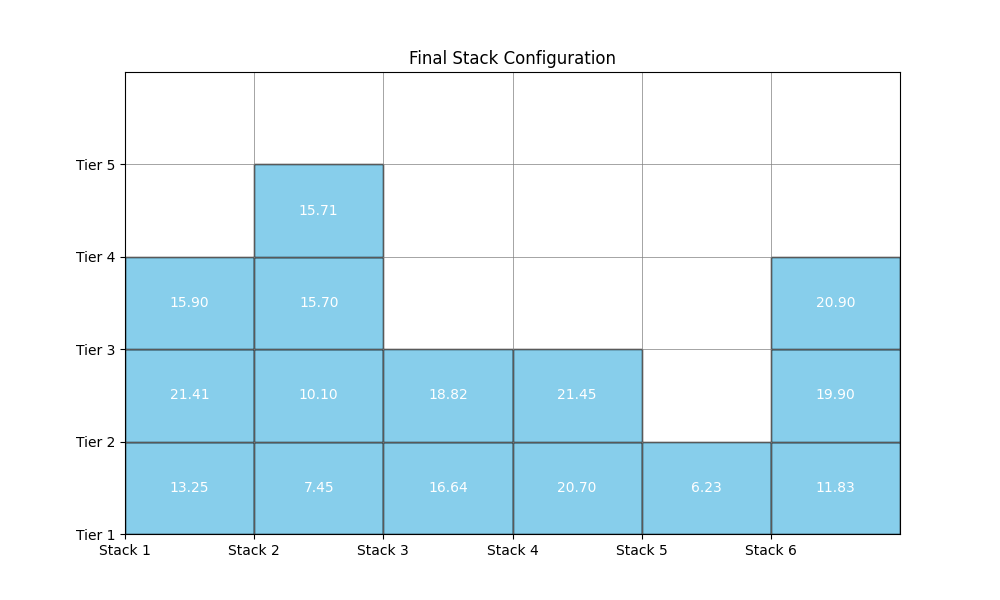 Final Stack Configuration
Tier 5
15.71
Tier 4
15.90 15.70 20.90
Tier 3
21.41 10.10 18.82 21.45 19.90
Tier 2
13.25 7.45 16.64 20.70 6.23 11.83
Tier 1
Stack 1 Stack 2 Stack 3 Stack 4 Stack 5 Stack 6